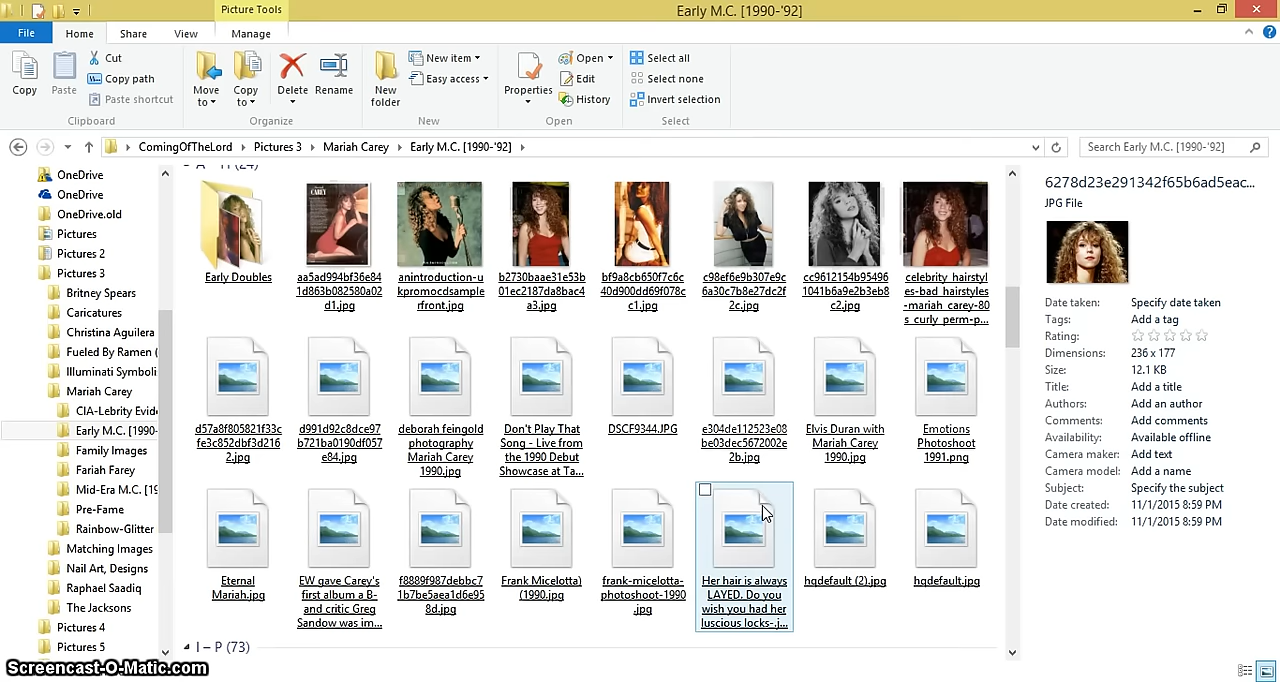 Picture Tools
Early M.C. [1990-'92]
File
Home
Share
View
Manage
Copy
Paste
Cut
Copy path
Paste shortcut
Clipboard
Move
to
Copy
to
Delete
Rename
Organize
New
folder
New item
Easy access
New
Properties
Open
Edit
History
Open
Select all
Select none
Invert selection
Select
ComingOfTheLord
Pictures 3
Mariah Carey
Early M.C. [1990-'92]
Search Early M.C. [1990-'92]
OneDrive
OneDrive
OneDrive.old
Pictures
Pictures 2
Pictures 3
Britney Spears
Caricatures
Christina Aguilera
Fueled By Ramen (
Illuminati Symboli
Mariah Carey
CIA-Lebrity Evide
Early M.C. [1990-
Family Images
Fariah Farey
Mid-Era M.C. [19
Pre-Fame
Rainbow-Glitter
Matching Images
Nail Art, Designs
Raphael Saadiq
The Jacksons
Pictures 4
Pictures 5
A – H (24)
CAREY
Early Doubles
aa5ad994bf36e84
1d863b082580a02
d1.jpg
anintroduction-u
kpromocdsample
rfront.jpg
b2730baae31e53b
01ec2187da8bac4
a3.jpg
bf9a8cb650f7c6c
40d900dd69f078c
c1.jpg
c98ef6e9b307e9c
6a30c7b8e27dc2f
2c.jpg
cc9612154b95496
1041b6a9e2b3eb8
c2.jpg
celebrity_hairstyl
es-bad_hairstyles
-mariah_carey-80
s_curly_perm-p...
d57a8f805821f33c
fe3c852dbf3d216
2.jpg
d991d92c8dce97
b721ba0190df057
e84.jpg
deborah feingold
photography
Mariah Carey
1990.jpg
Don't Play That
Song - Live from
the 1990 Debut
Showcase at Ta...
DSCF9344.JPG
e304de112523e08
be03dec5672002e
2b.jpg
Elvis Duran with
Mariah Carey
1990.jpg
Emotions
Photoshoot
1991.png
Eternal
Mariah.jpg
EW gave Carey's
first album a B-
and critic Greg
Sandow was im...
f8889f987debbc7
1b7be5aea1d6e95
8d.jpg
Frank Micelotta)
(1990.jpg
frank-micelotta-
photoshoot-1990
.jpg
Her hair is always
LAYED. Do you
wish you had her
luscious locks-.j...
hqdefault (2).jpg
hqdefault.jpg
I – P (73)
6278d23e291342f65b6ad5eac...
JPG File
Date taken: Specify date taken
Tags: Add a tag
Rating:
Dimensions: 236 x 177
Size: 12.1 KB
Title: Add a title
Authors: Add an author
Comments: Add comments
Availability: Available offline
Camera maker: Add text
Camera model: Add a name
Subject: Specify the subject
Date created: 11/1/2015 8:59 PM
Date modified: 11/1/2015 8:59 PM
Screencast-O-Matic.com